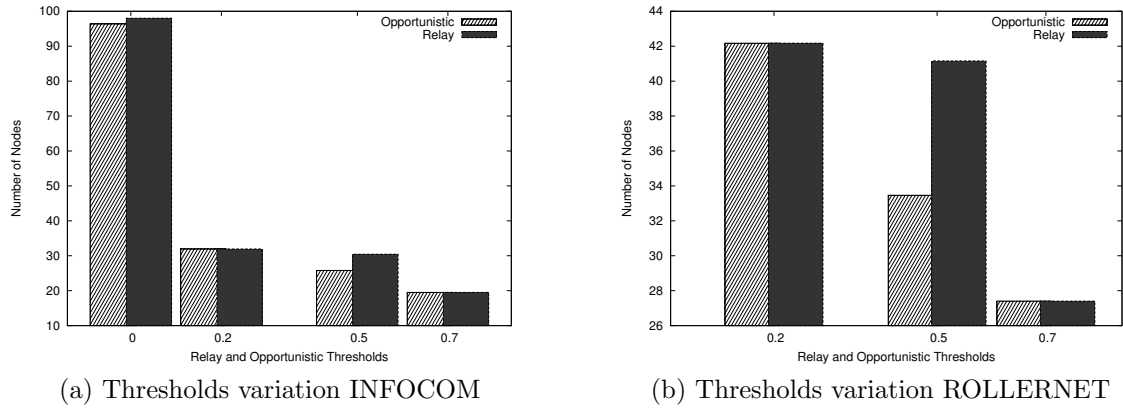 100
90
80
70
60
50
40
30
20
10
Number of Nodes
Opportunistic
Relay
0 0.2 0.5 0.7
Relay and Opportunistic Thresholds
(a) Thresholds variation INFOCOM
44
42
40
38
36
34
32
30
28
26
Number of Nodes
Opportunistic
Relay
0.2 0.5 0.7
Relay and Opportunistic Thresholds
(b) Thresholds variation ROLLERNET